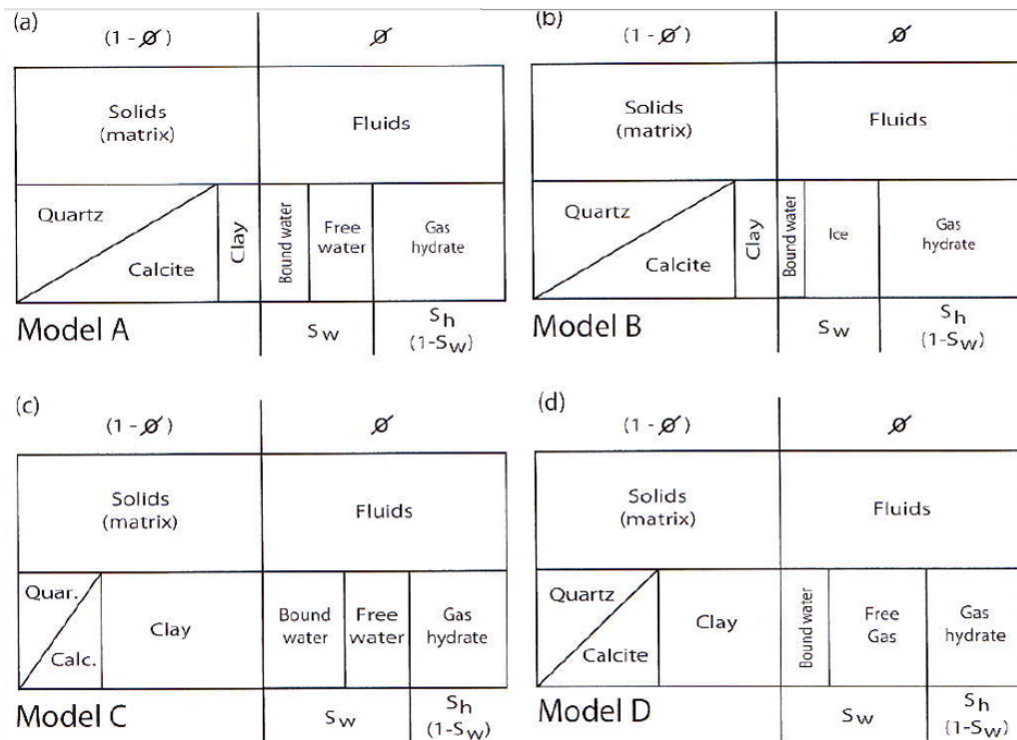 (a)
(1 - Ø)
Ø
Solids
(matrix)
Fluids
Quartz
Calcite
Clay
Bound water
Free
water
Gas
hydrate
Model A
Sw
Sh
(1-Sw)
(b)
(1 - Ø)
Ø
Solids
(matrix)
Fluids
Quartz
Calcite
Clay
Bound water
Ice
Gas
hydrate
Model B
Sw
Sh
(1-Sw)
(c)
(1 - Ø)
Ø
Solids
(matrix)
Fluids
Quar.
Calc.
Clay
Bound
water
Free
water
Gas
hydrate
Model C
Sw
Sh
(1-Sw)
(d)
(1 - Ø)
Ø
Solids
(matrix)
Fluids
Quartz
Calcite
Clay
Bound water
Free
Gas
Gas
hydrate
Model D
Sw
Sh
(1-Sw)